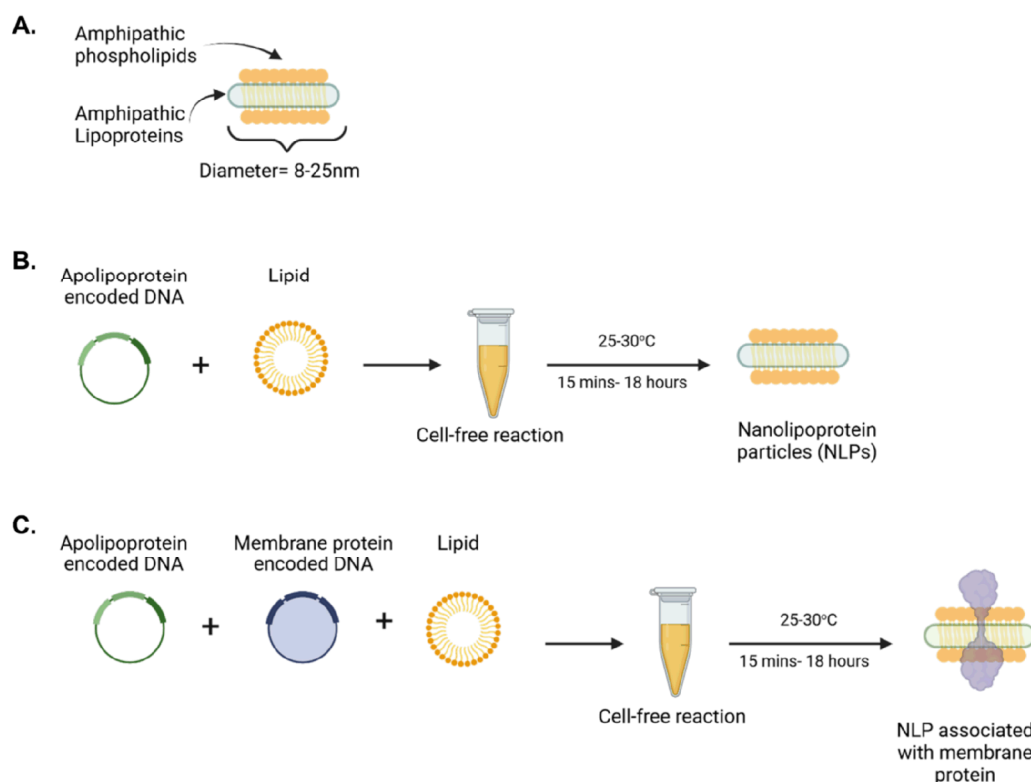 A.
Amphipathic
phospholipids
Amphipathic
Lipoproteins
Diameter= 8-25nm
B.
Apolipoprotein
encoded DNA
Lipid
+
Cell-free reaction
25-30°C
15 mins- 18 hours
Nanolipoprotein
particles (NLPs)
C.
Apolipoprotein
encoded DNA
+
Membrane protein
encoded DNA
+
Lipid
Cell-free reaction
25-30°C
15 mins- 18 hours
NLP associated
with membrane
protein